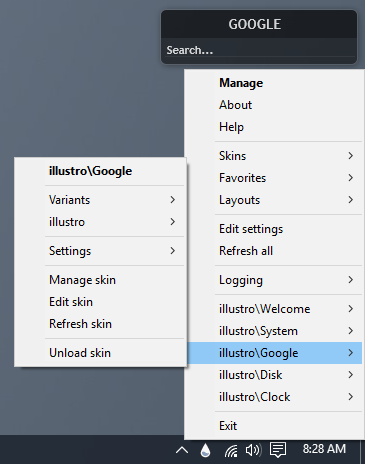 GOOGLE
Search...
Manage
About
Help
Skins
Favorites
Layouts
Edit settings
Refresh all
Logging
illustro\Welcome
illustro\System
illustro\Google
illustro\Disk
illustro\Clock
Exit
illustro\Google
Variants
illustro
Settings
Manage skin
Edit skin
Refresh skin
Unload skin
8:28 AM